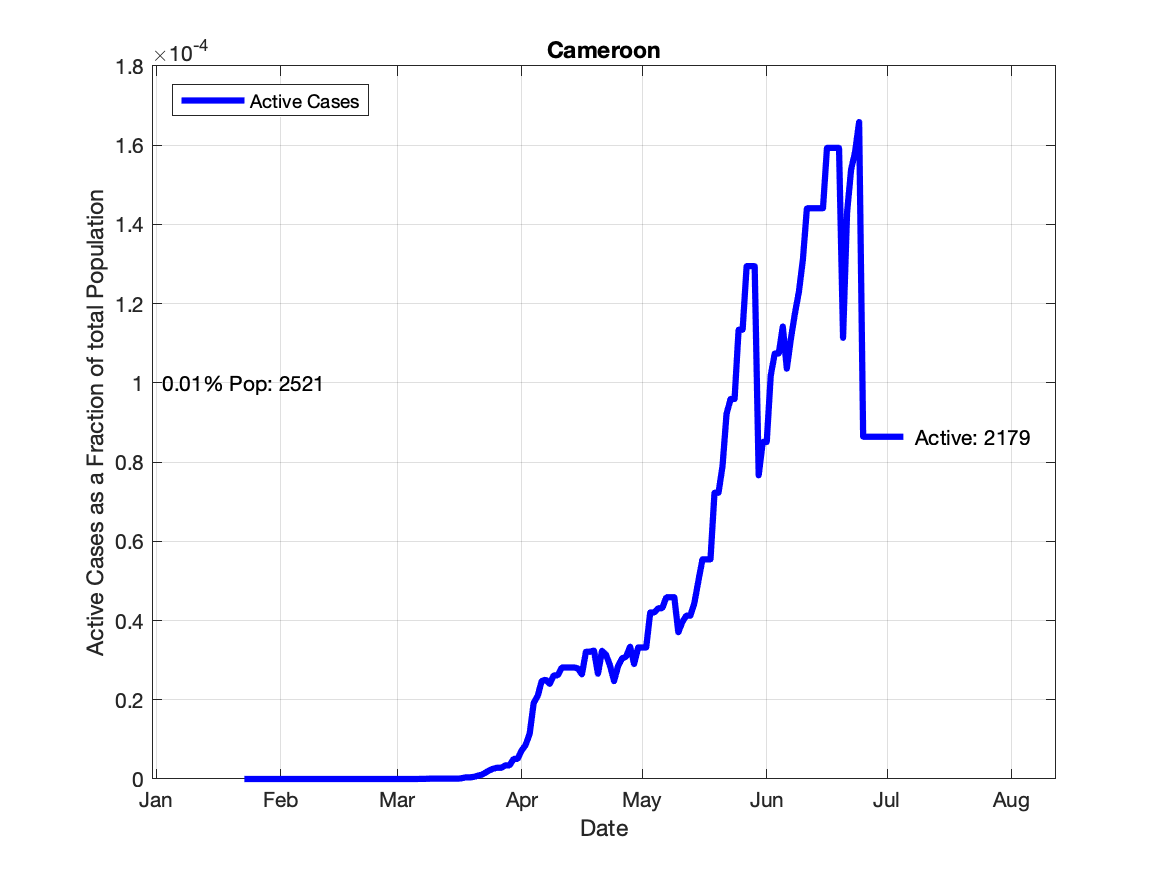 Cameroon
×10-4
1.8
1.6
1.4
1.2
1
0.8
0.6
0.4
0.2
0
Active Cases as a Fraction of total Population
Active Cases
0.01% Pop: 2521
Active: 2179
Jan Feb Mar Apr May Jun Jul Aug
Date